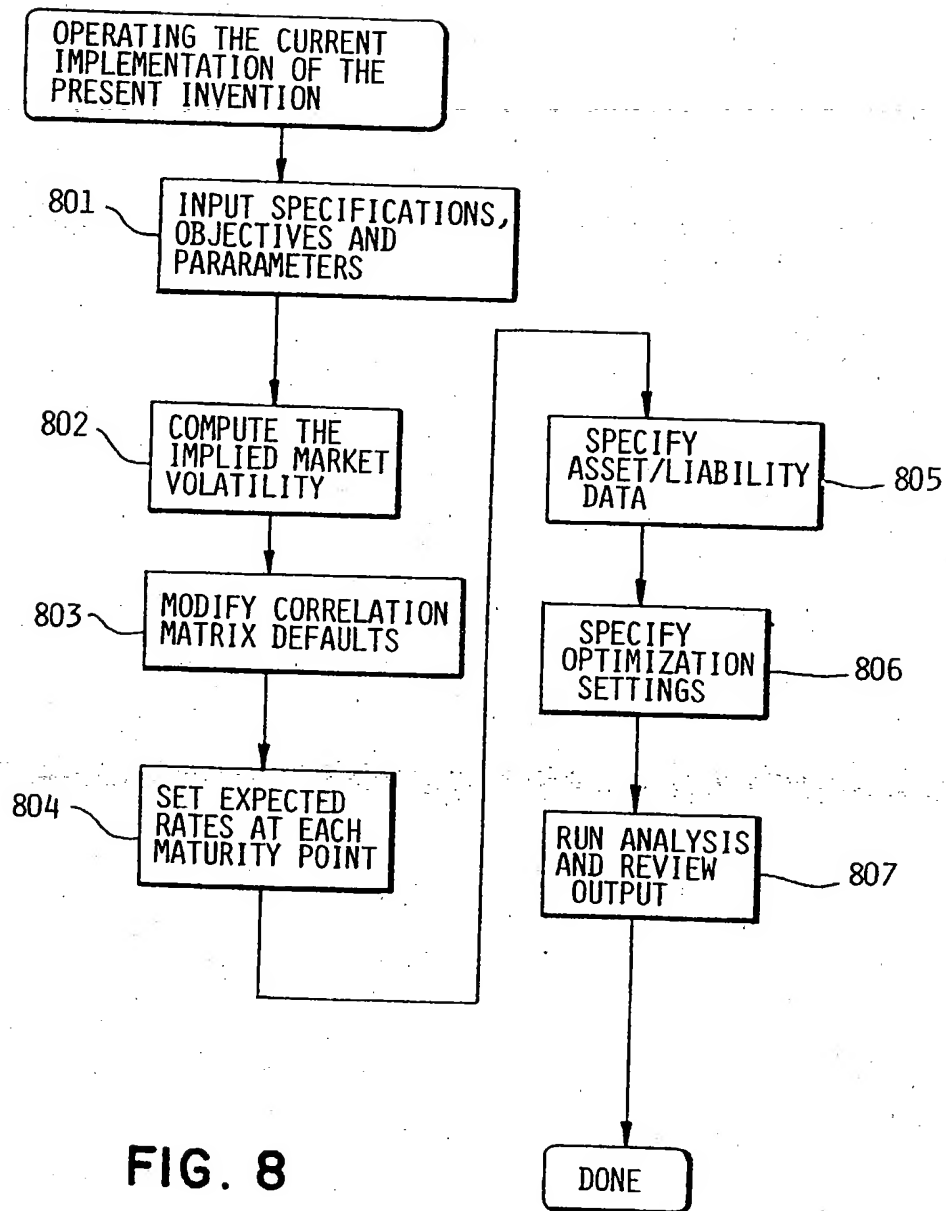 OPERATING THE CURRENT
IMPLEMENTATION OF THE
PRESENT INVENTION
801
INPUT SPECIFICATIONS,
OBJECTIVES AND
PARARAMETERS
802
COMPUTE THE
IMPLIED MARKET
VOLATILITY
803
MODIFY CORRELATION
MATRIX DEFAULTS
804
SET EXPECTED
RATES AT EACH
MATURITY POINT
SPECIFY
ASSET/LIABILITY
DATA
805
SPECIFY
OPTIMIZATION
SETTINGS
806
RUN ANALYSIS
AND REVIEW
OUTPUT
807
DONE
FIG. 8